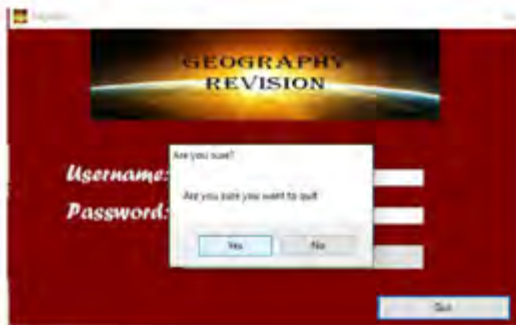 GEOGRAPHY
REVISION
Are you sure?
Username:
Are you sure you want to quit
Password:
Yes
No
Quit